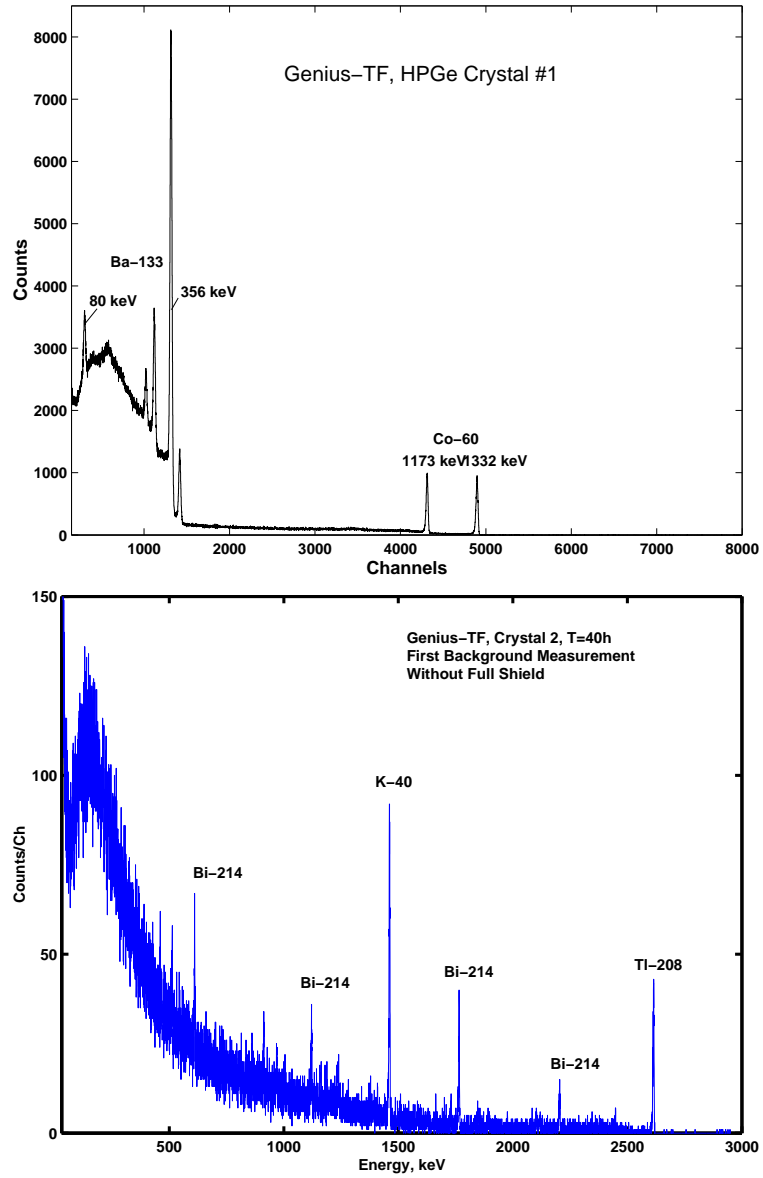 8000
Genius−TF, HPGe Crystal #1
7000
6000
5000
Counts
Ba−133
4000
80 keV
356 keV
3000
2000
Co−60
1173 keV
1332 keV
1000
0
1000 2000 3000 4000 5000 6000 7000 8000
Channels
150
Genius−TF, Crystal 2, T=40h
First Background Measurement
Without Full Shield
100
K−40
Counts/Ch
Bi−214
50
Bi−214
Bi−214
Tl−208
Bi−214
0
500 1000 1500 2000 2500 3000
Energy, keV